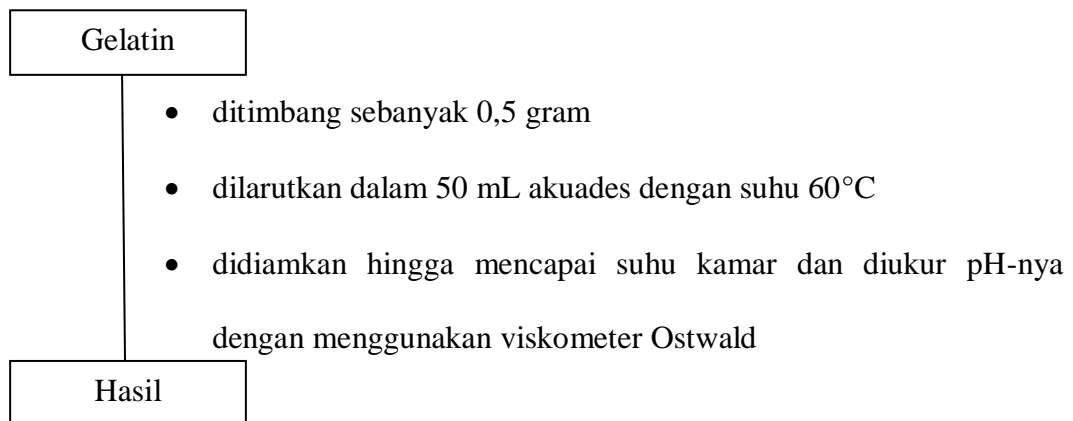 Gelatin
• ditimbang sebanyak 0,5 gram
• dilarutkan dalam 50 mL akuades dengan suhu 60°C
• didiamkan hingga mencapai suhu kamar dan diukur pH-nya
dengan menggunakan viskometer Ostwald
Hasil